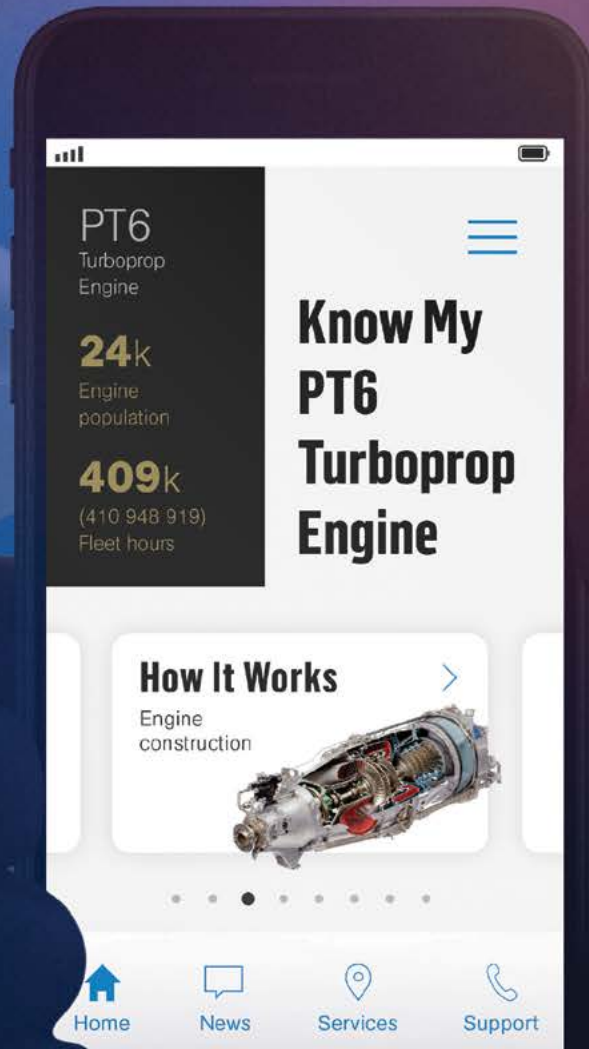 PT6
Turboprop
Engine
24k
Engine
population
409k
(410 948 919)
Fleet hours
Know My
PT6
Turboprop
Engine
How It Works
Engine
construction
Home
News
Services
Support